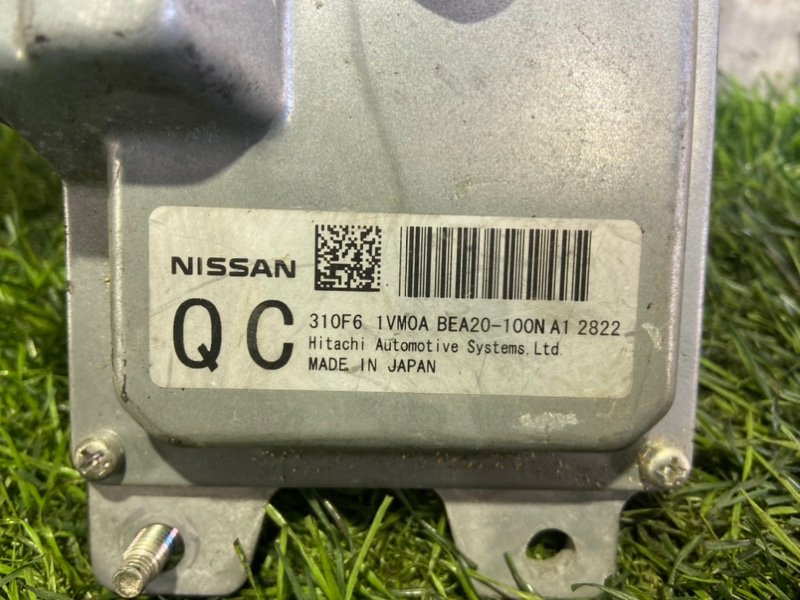 NISSAN
QC
310F6 1VM0A BEA20-100N A1 2822
Hitachi Automotive Systems, Ltd.
MADE IN JAPAN